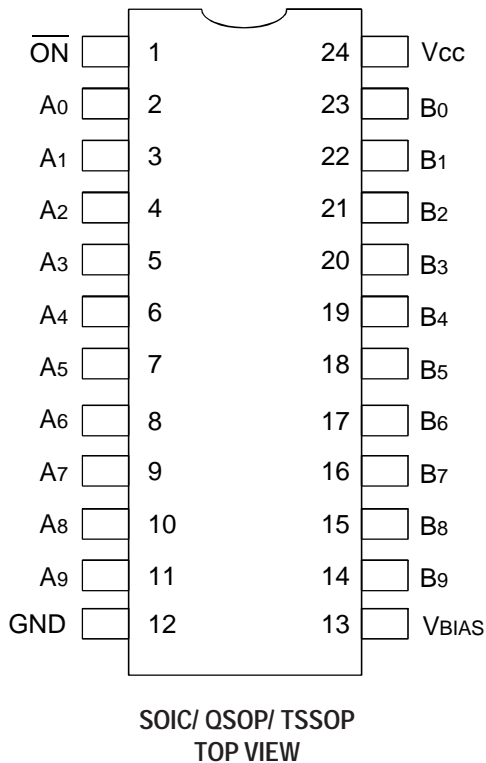 O̅N̅ 1 24 Vcc
A0 2 23 B0
A1 3 22 B1
A2 4 21 B2
A3 5 20 B3
A4 6 19 B4
A5 7 18 B5
A6 8 17 B6
A7 9 16 B7
A8 10 15 B8
A9 11 14 B9
GND 12 13 VBIAS
SOIC/ QSOP/ TSSOP
TOP VIEW